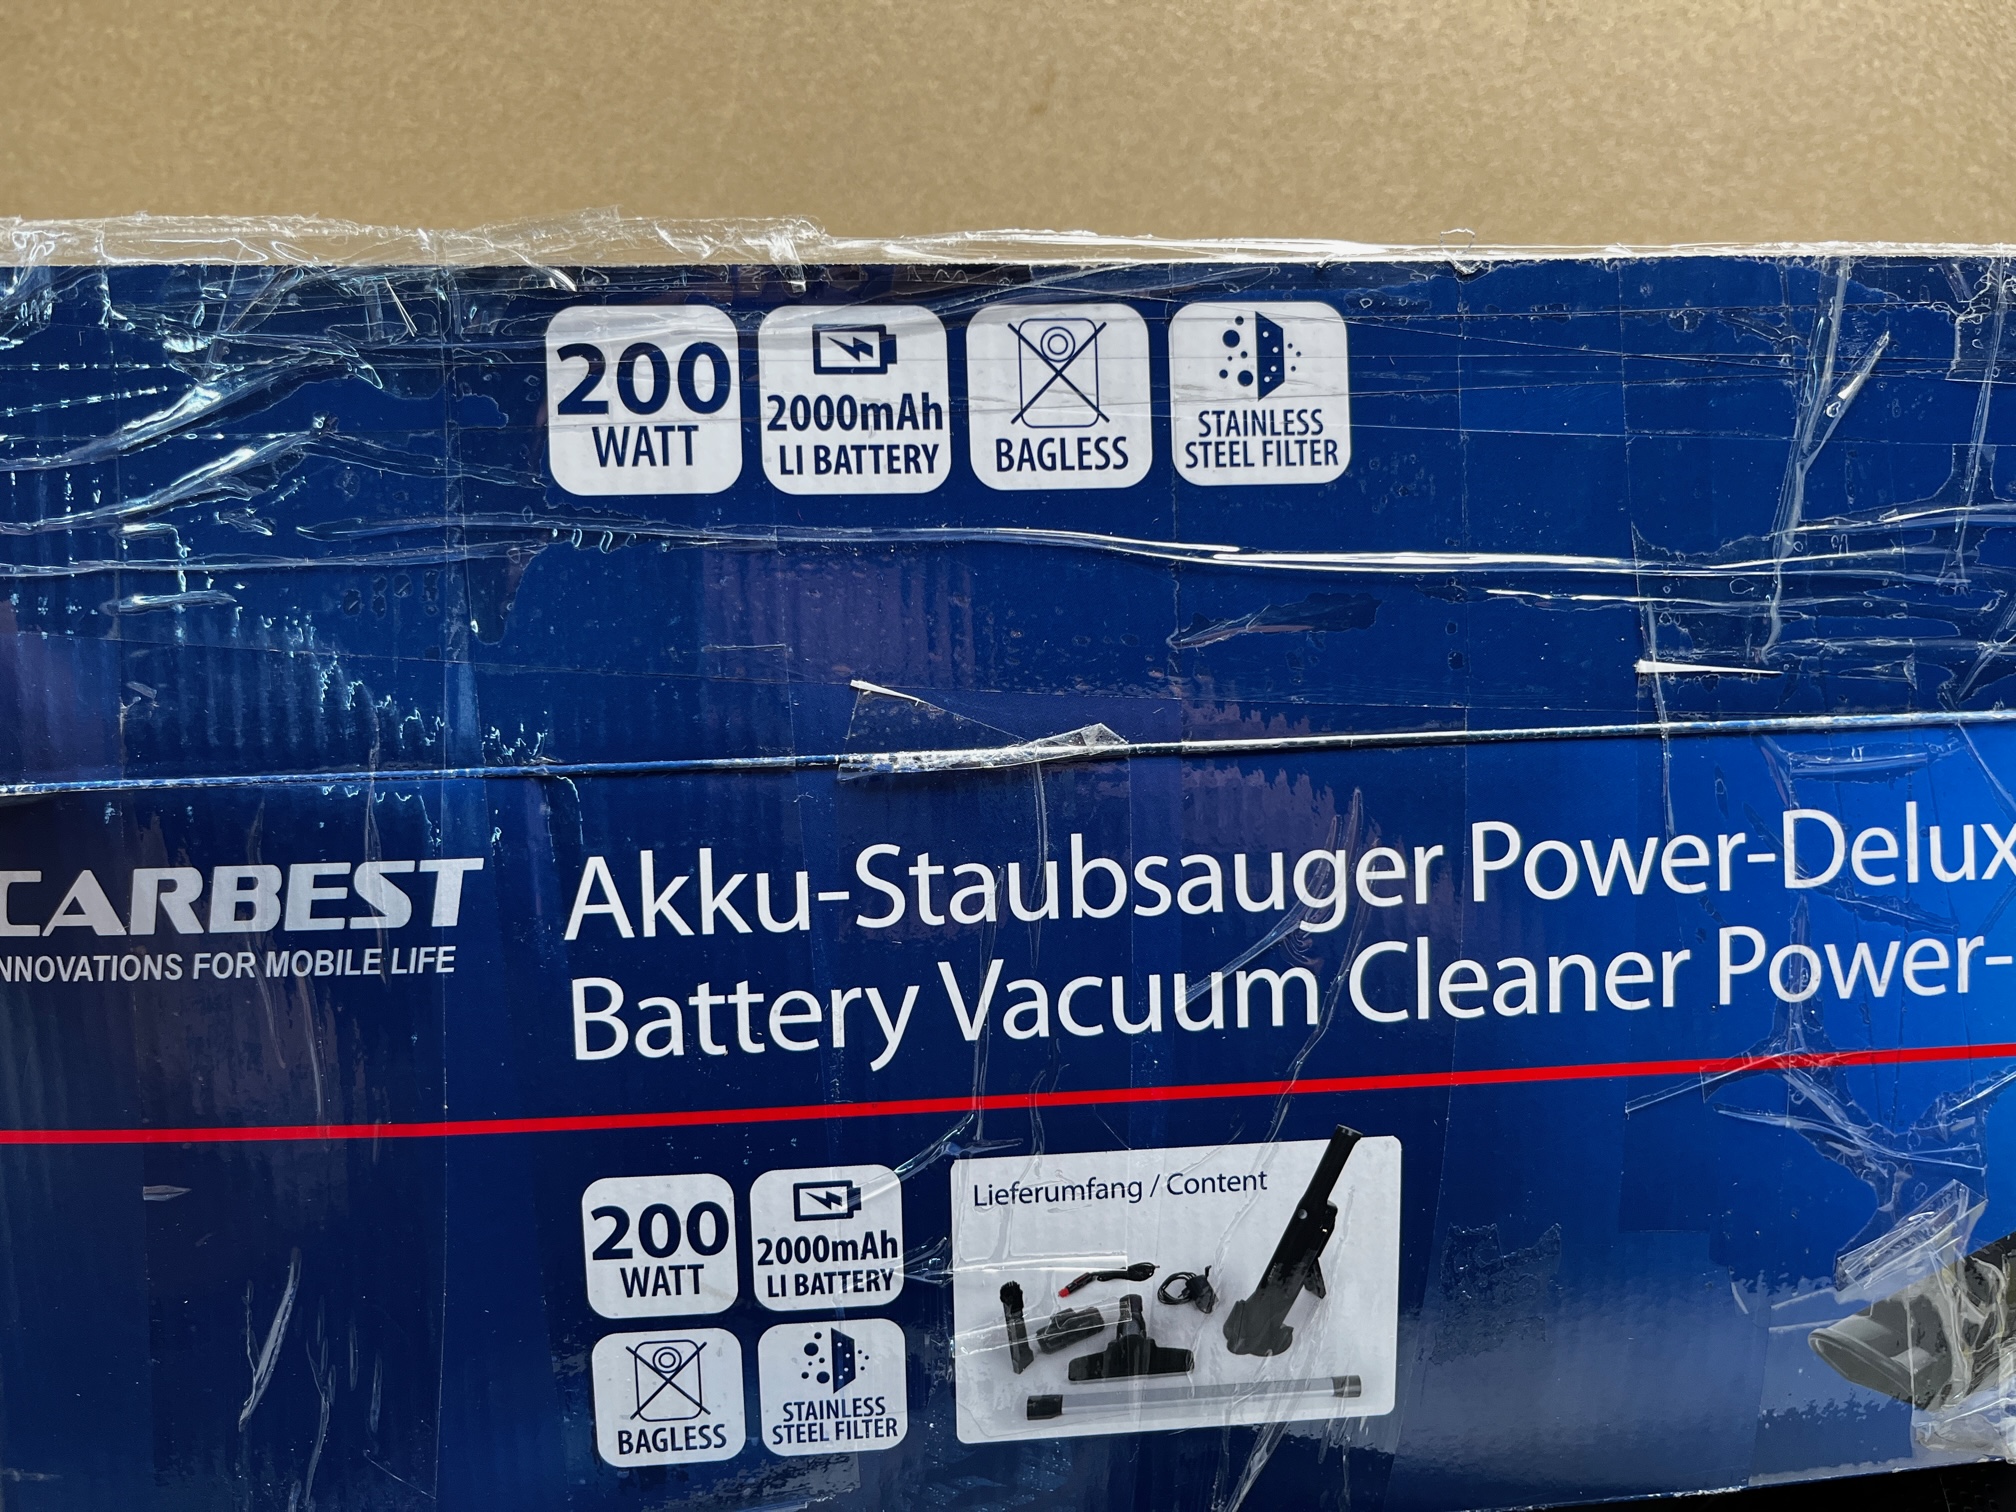 200
WATT
2000mAh
LI BATTERY
BAGLESS
STAINLESS
STEEL FILTER
CARBEST
INNOVATIONS FOR MOBILE LIFE
Akku-Staubsauger Power-Delux
Battery Vacuum Cleaner Power-
200
WATT
2000mAh
LI BATTERY
BAGLESS
STAINLESS
STEEL FILTER
Lieferumfang / Content